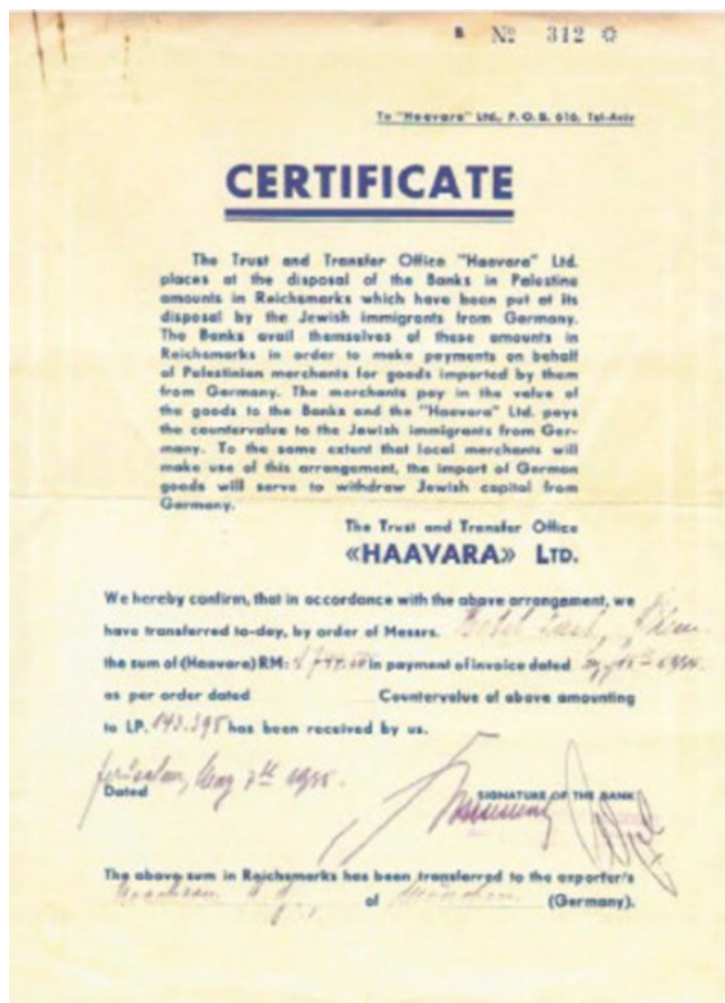 B № 312
To "Haavara" Ltd., P.O.B. 616, Tel-Aviv
CERTIFICATE
The Trust and Transfer Office "Haavara" Ltd.
places at the disposal of the Banks in Palestine
amounts in Reichsmarks which have been put at its
disposal by the Jewish immigrants from Germany.
The Banks avail themselves of these amounts in
Reichsmarks in order to make payments on behalf
of Palestinian merchants for goods imported by them
from Germany. The merchants pay in the value of
the goods to the Banks and the "Haavara" Ltd. pays
the countervalue to the Jewish immigrants from Ger-
many. To the same extent that local merchants will
make use of this arrangement, the import of German
goods will serve to withdraw Jewish capital from
Germany.
The Trust and Transfer Office
«HAAVARA» LTD.
We hereby confirm, that in accordance with the above arrangement, we
have transferred to-day, by order of Messrs.
the sum of (Haavara) RM: in payment of invoice dated
as per order dated Countervalue of above amounting
to LP. 143.395 has been received by us.
Dated
SIGNATURE OF THE BANK
The above sum in Reichsmarks has been transferred to the exporter's
of München (Germany).